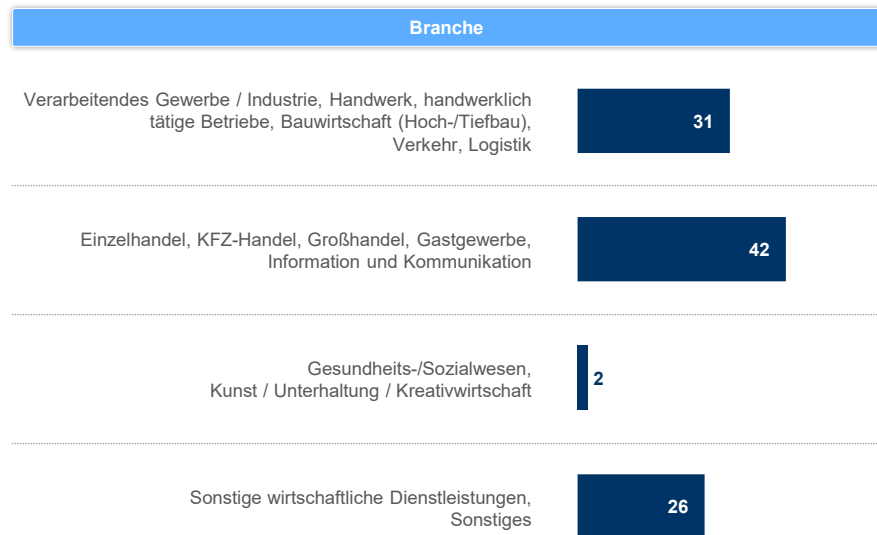 Branche
Verarbeitendes Gewerbe / Industrie, Handwerk, handwerklich
tätige Betriebe, Bauwirtschaft (Hoch-/Tiefbau),
Verkehr, Logistik
31
Einzelhandel, KFZ-Handel, Großhandel, Gastgewerbe,
Information und Kommunikation
42
Gesundheits-/Sozialwesen,
Kunst / Unterhaltung / Kreativwirtschaft
2
Sonstige wirtschaftliche Dienstleistungen,
Sonstiges
26